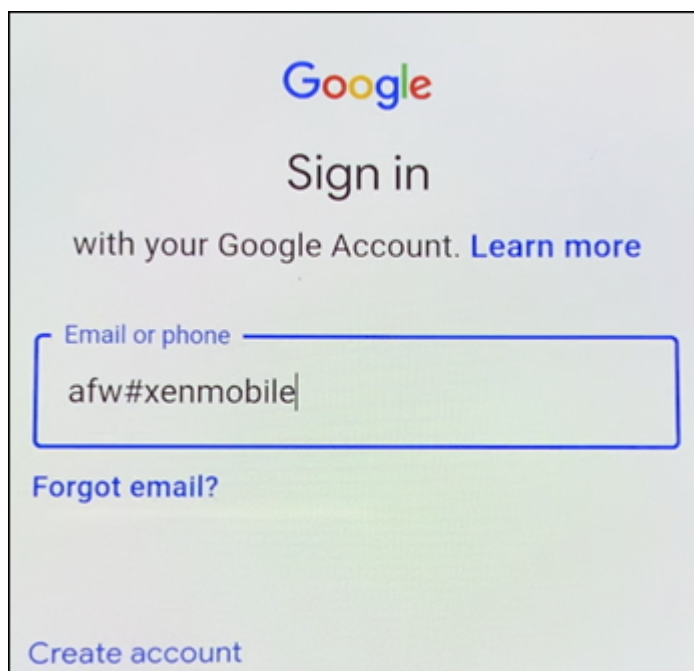 Google
Sign in
with your Google Account. Learn more
Email or phone
afw#xenmobile
Forgot email?
Create account